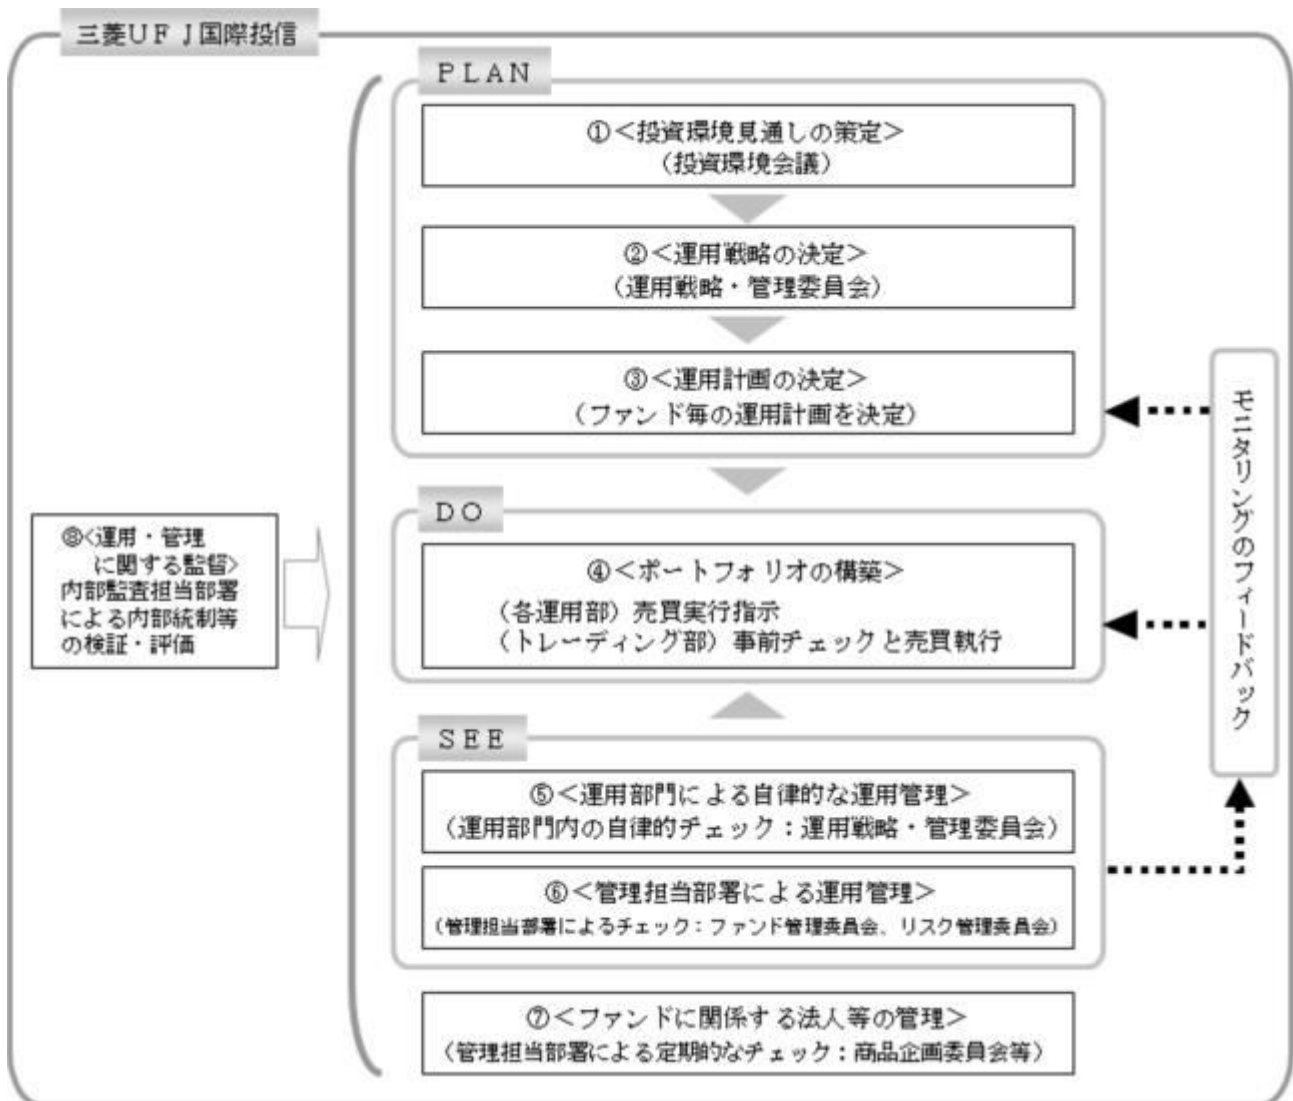 三菱ＵＦＪ国際投信
ＰＬＡＮ
①＜投資環境見通しの策定＞
（投資環境会議）
②＜運用戦略の決定＞
（運用戦略・管理委員会）
③＜運用計画の決定＞
（ファンド毎の運用計画を決定）
ＤＯ
④＜ポートフォリオの構築＞
（各運用部）売買実行指示
（トレーディング部）事前チェックと売買執行
ＳＥＥ
⑤＜運用部門による自律的な運用管理＞
（運用部門内の自律的チェック：運用戦略・管理委員会）
⑥＜管理担当部署による運用管理＞
（管理担当部署によるチェック：ファンド管理委員会、リスク管理委員会）
⑦＜ファンドに関係する法人等の管理＞
（管理担当部署による定期的なチェック：商品企画委員会等）
⑧<運用・管理
に関する監督>
内部監査担当部署
による内部統制等
の検証・評価
モニタリングのフィードバック